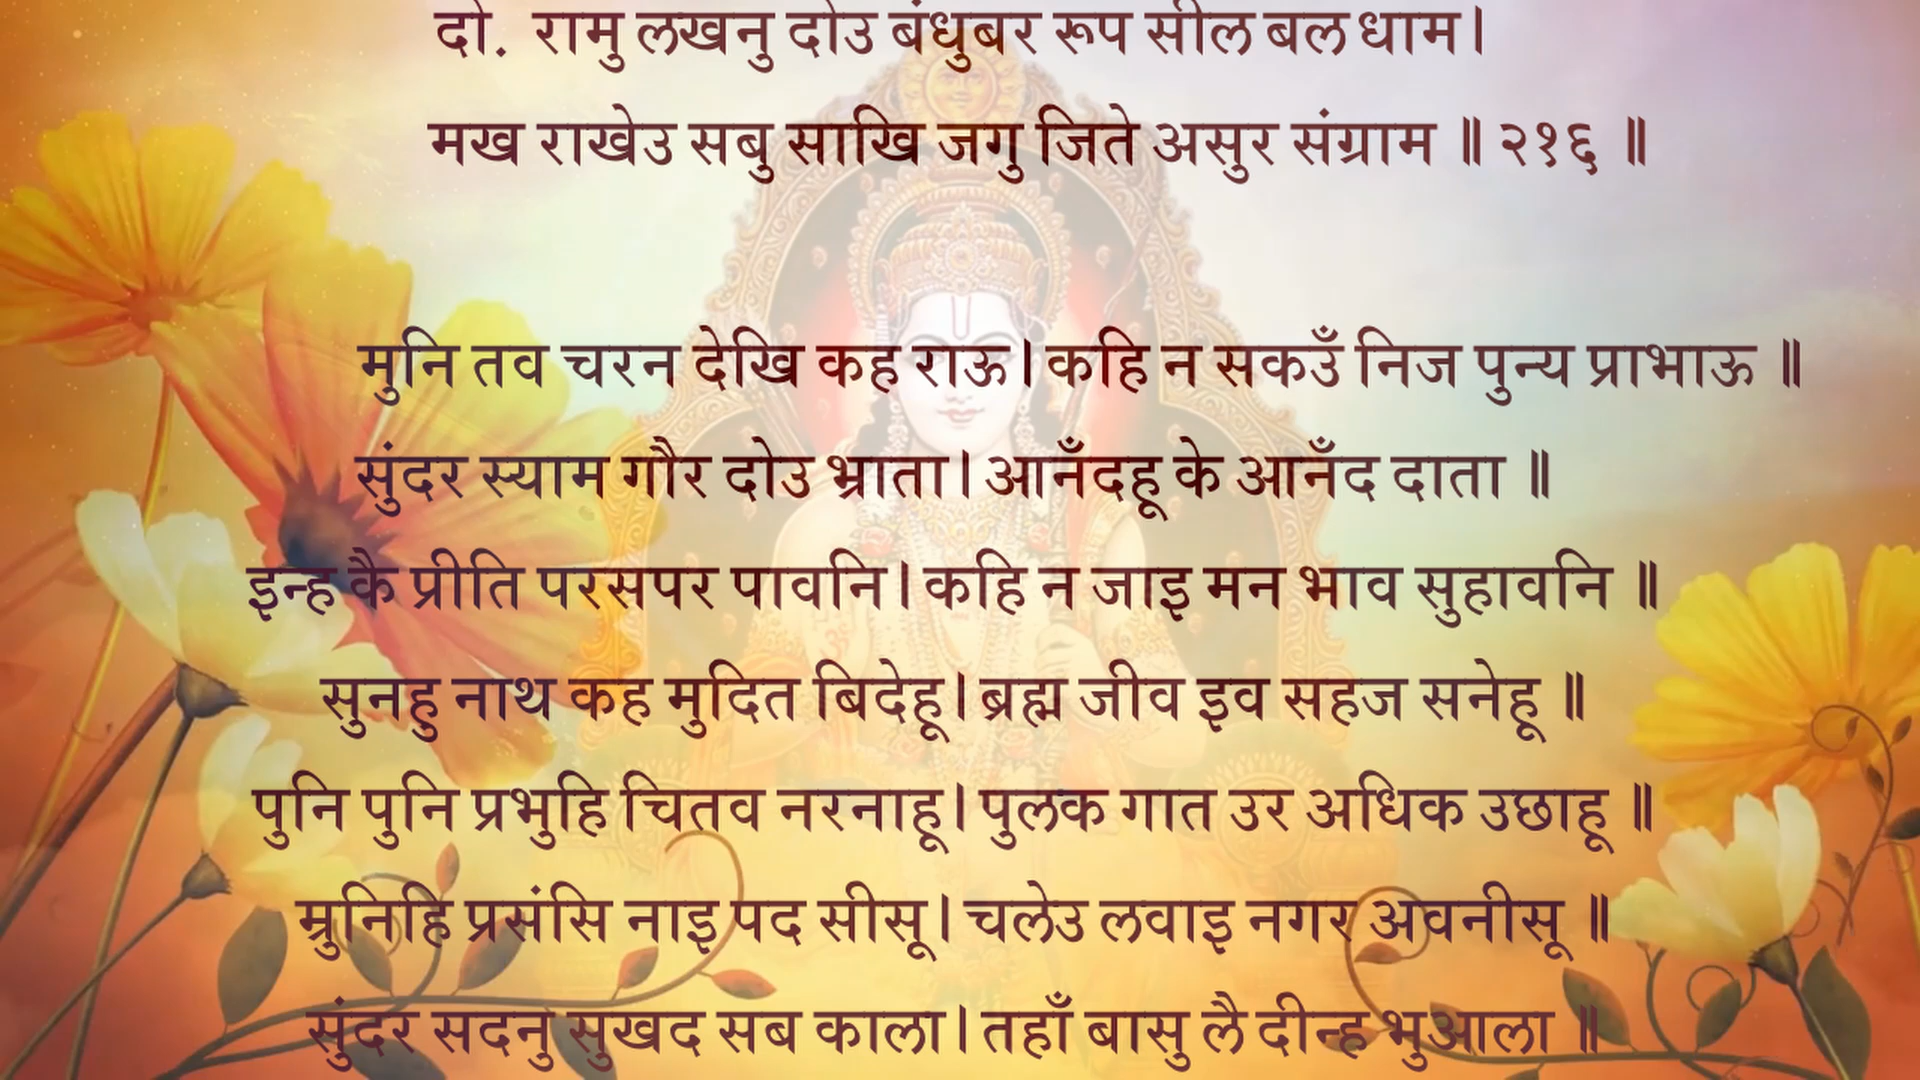 दो. रामु लखनु दोउ बंधुबर रूप सील बल धाम।
मख राखेउ सबु साखि जगु जिते असुर संग्राम ॥ २१६ ॥
मुनि तव चरन देखि कह राऊ। कहि न सकउँ निज पुन्य प्राभाऊ ॥
सुंदर स्याम गौर दोउ भ्राता। आनँदहू के आनँद दाता ॥
इन्ह कै प्रीति परसपर पावनि। कहि न जाइ मन भाव सुहावनि ॥
सुनहु नाथ कह मुदित बिदेहू। ब्रह्म जीव इव सहज सनेहू ॥
पुनि पुनि प्रभुहि चितव नरनाहू। पुलक गात उर अधिक उछाहू ॥
म्रुनिहि प्रसंसि नाइ पद सीसू। चलेउ लवाइ नगर अवनीसू ॥
सुंदर सदनु सुखद सब काला। तहाँ बासु लै दीन्ह भुआला ॥